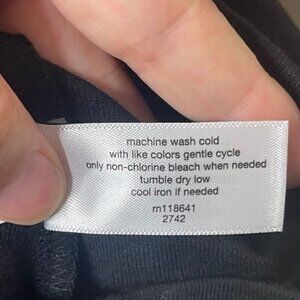 machine wash cold
with like colors gentle cycle
only non-chlorine bleach when needed
tumble dry low
cool iron if needed
rn118641
2742